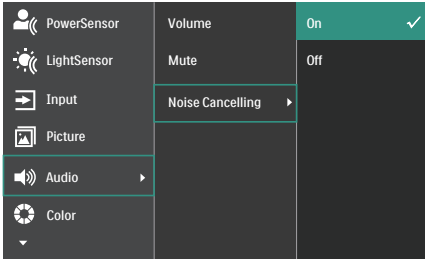 PowerSensor
LightSensor
Input
Picture
Audio
Color
Volume
Mute
Noise Cancelling
On
Off